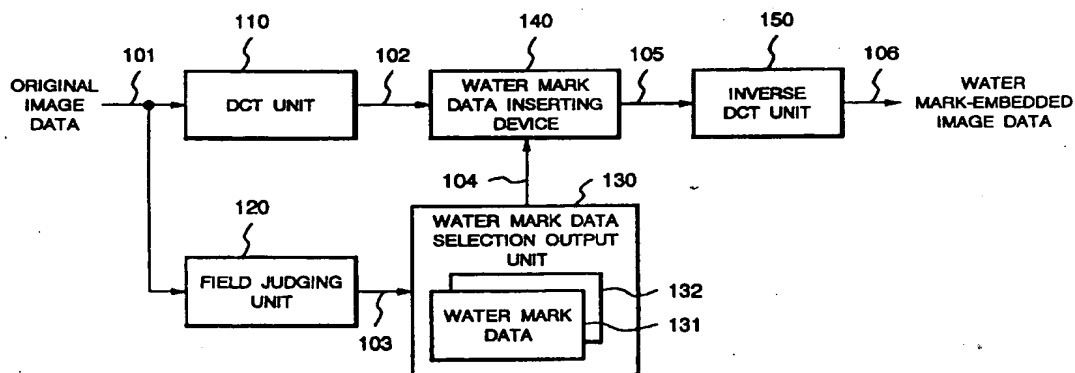 110
140
150
101
102
105
106
ORIGINAL
IMAGE
DATA
DCT UNIT
WATER MARK
DATA INSERTING
DEVICE
INVERSE
DCT UNIT
WATER
MARK-EMBEDDED
IMAGE DATA
104
130
120
FIELD JUDGING
UNIT
103
WATER MARK DATA
SELECTION OUTPUT
UNIT
132
WATER MARK
DATA
131